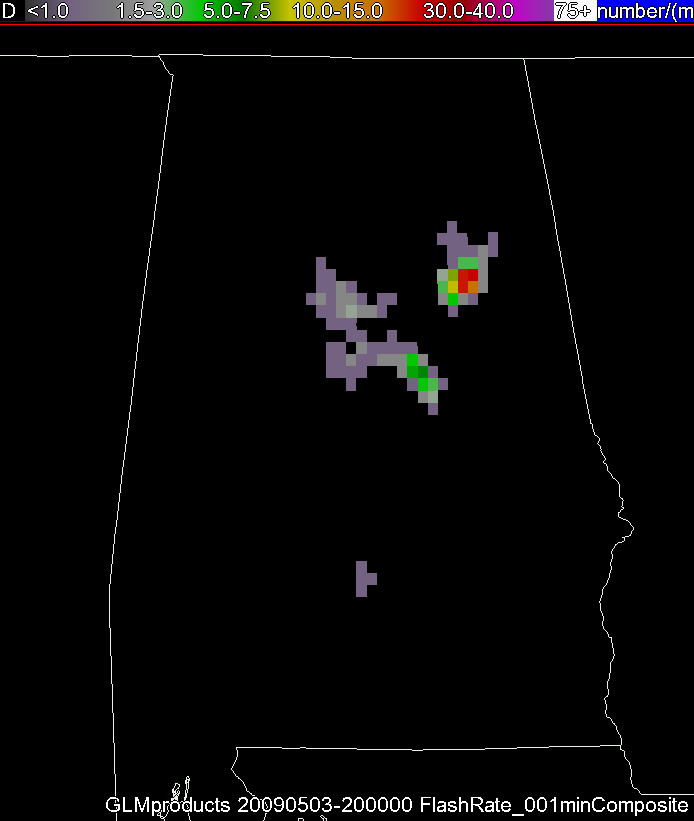 D <1.0 1.5-3.0 5.0-7.5 10.0-15.0 30.0-40.0 75+ number/(m
GLMproducts 20090503-200000 FlashRate_001minComposite